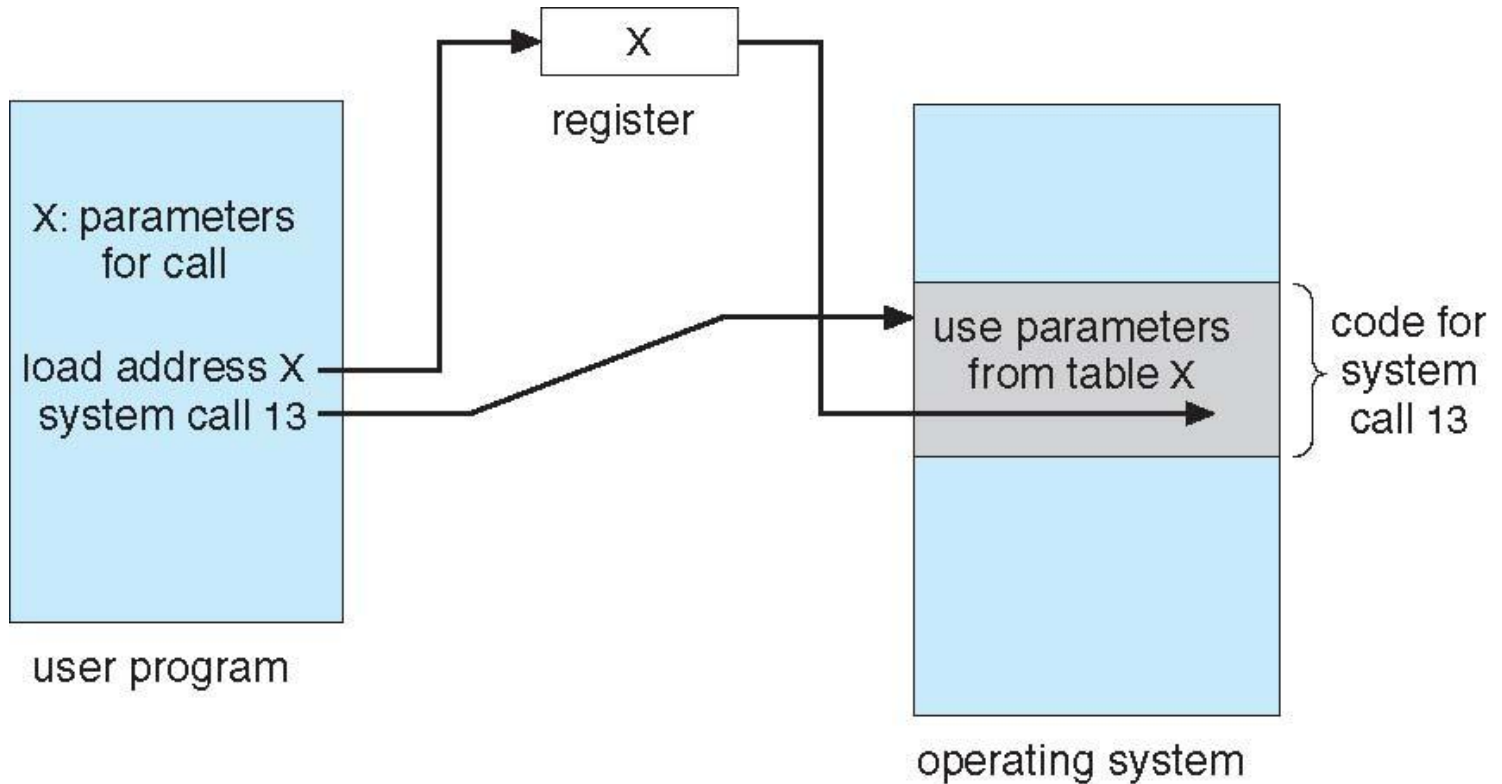 X
register
X: parameters
for call
load address X
system call 13
use parameters
from table X
code for
system
call 13
user program
operating system